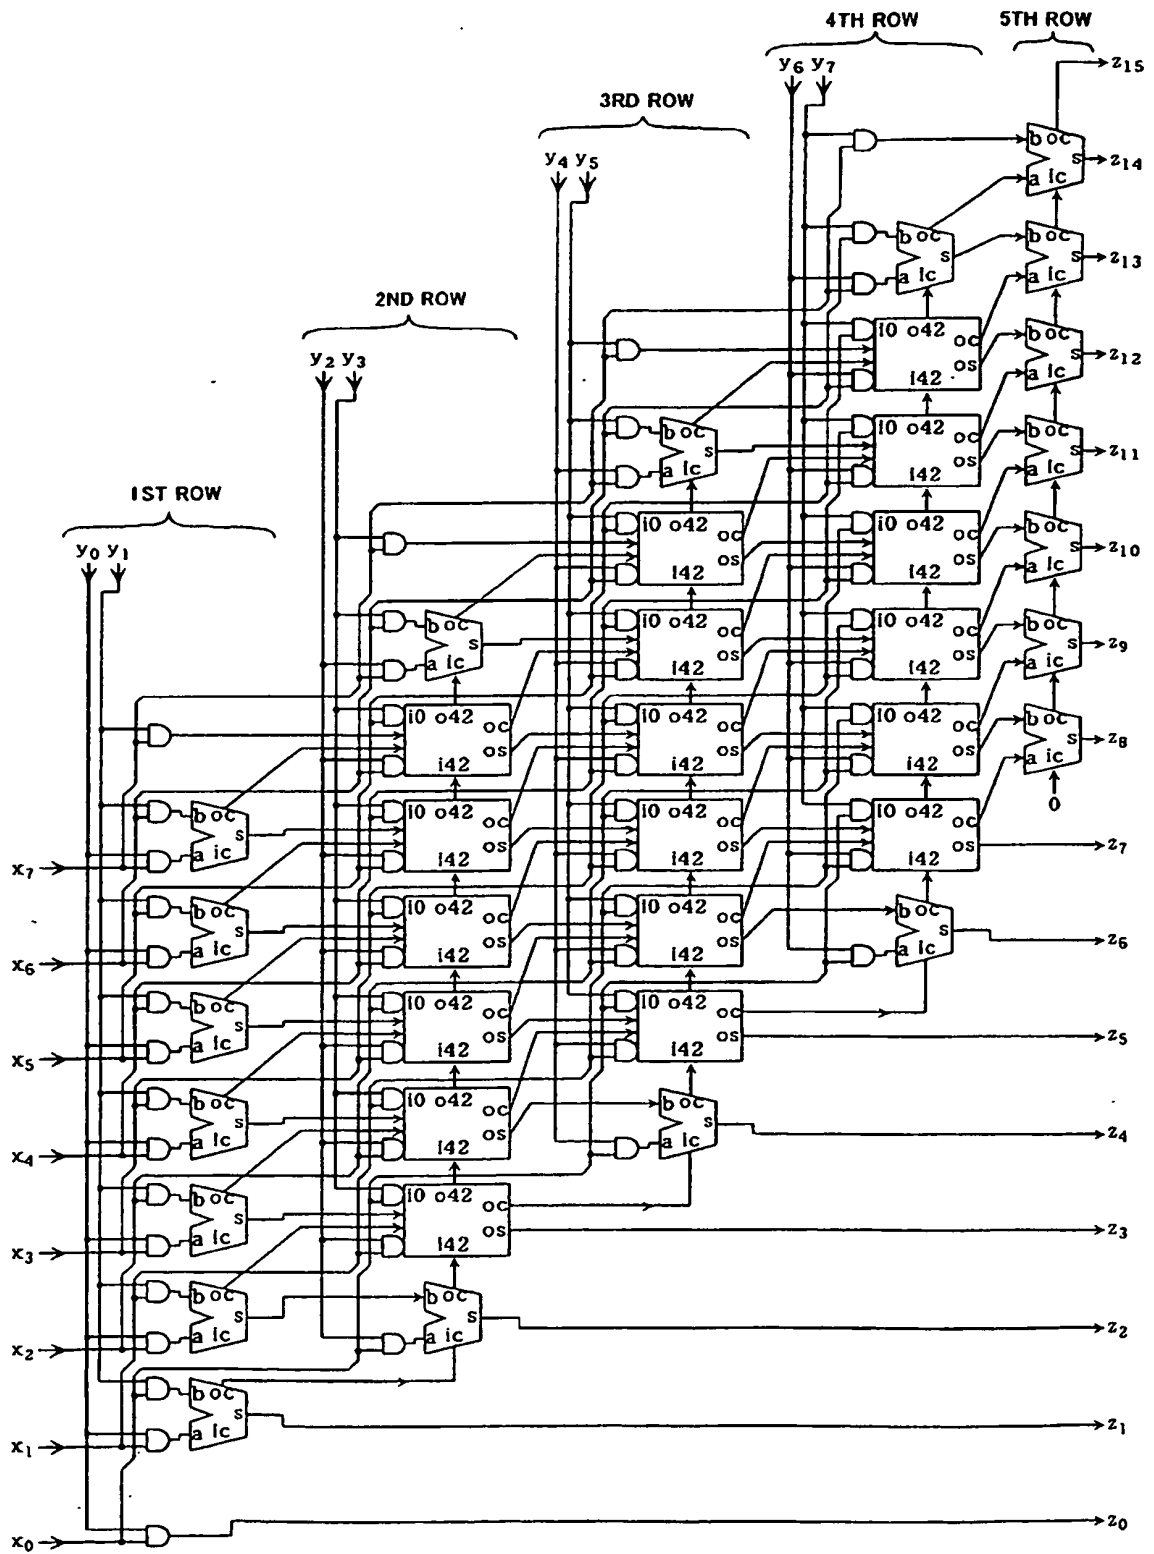 4TH ROW 5TH ROW
y₆ y₇ z₁₅
3RD ROW
b oc
y₄ y₅ s z₁₄
a ic
b oc b oc
s s z₁₃
a ic a ic
2ND ROW
i0 o42 b oc
oc
y₂ y₃ os s z₁₂
i42 a ic
b oc i0 o42 b oc
oc
s os s z₁₁
a ic i42 a ic
1ST ROW
i0 o42 i0 o42 b oc
oc oc
y₀ y₁ os os s z₁₀
i42 i42 a ic
b oc i0 o42 i0 o42 b oc
oc oc
s os os s z₉
a ic i42 i42 a ic
i0 o42 i0 o42 i0 o42 b oc
oc oc oc
os os os s z₈
i42 i42 i42 a ic
0
b oc i0 o42 i0 o42 i0 o42
oc oc oc
s os os os z₇
x₇ a ic i42 i42 i42
b oc i0 o42 i0 o42 b oc
oc oc
s os os s z₆
x₆ a ic i42 i42 a ic
b oc i0 o42 i0 o42
oc oc
s os os z₅
x₅ a ic i42 i42
b oc i0 o42 b oc
oc
s os s z₄
x₄ a ic i42 a ic
b oc i0 o42
oc
s os z₃
x₃ a ic i42
b oc b oc
s s z₂
x₂ a ic a ic
b oc
s z₁
x₁ a ic
z₀
x₀